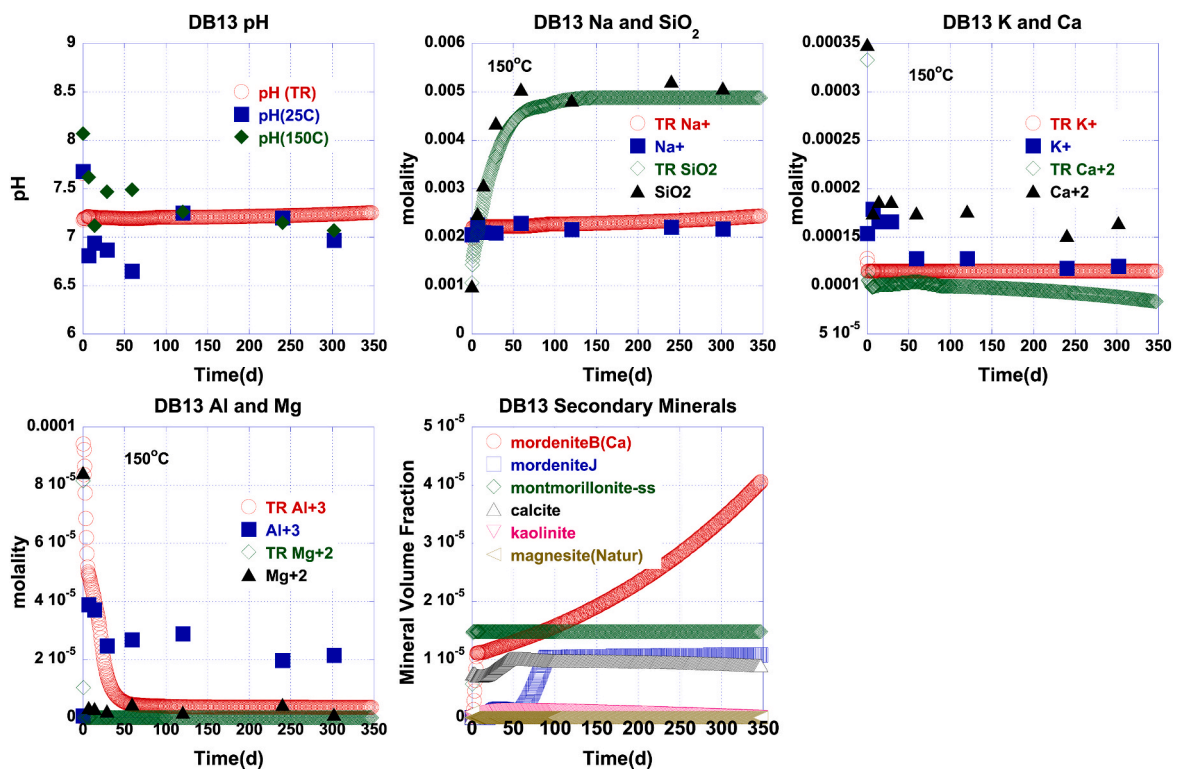 DB13 pH
9
8.5
8
7.5
7
6.5
6
pH
pH (TR)
pH(25C)
pH(150C)
0 50 100 150 200 250 300 350
Time(d)
DB13 Na and SiO₂
0.006
0.005
0.004
0.003
0.002
0.001
0
molality
150°C
TR Na+
Na+
TR SiO2
SiO2
0 50 100 150 200 250 300 350
Time(d)
DB13 K and Ca
0.00035
0.0003
0.00025
0.0002
0.00015
0.0001
5 10⁻⁵
molality
150°C
TR K+
K+
TR Ca+2
Ca+2
0 50 100 150 200 250 300 350
Time(d)
DB13 Al and Mg
0.0001
8 10⁻⁵
6 10⁻⁵
4 10⁻⁵
2 10⁻⁵
0
molality
150°C
TR Al+3
Al+3
TR Mg+2
Mg+2
0 50 100 150 200 250 300 350
Time(d)
DB13 Secondary Minerals
5 10⁻⁵
4 10⁻⁵
3 10⁻⁵
2 10⁻⁵
1 10⁻⁵
0
Mineral Volume Fraction
mordeniteB(Ca)
mordeniteJ
montmorillonite-ss
calcite
kaolinite
magnesite(Natur)
0 50 100 150 200 250 300 350
Time(d)